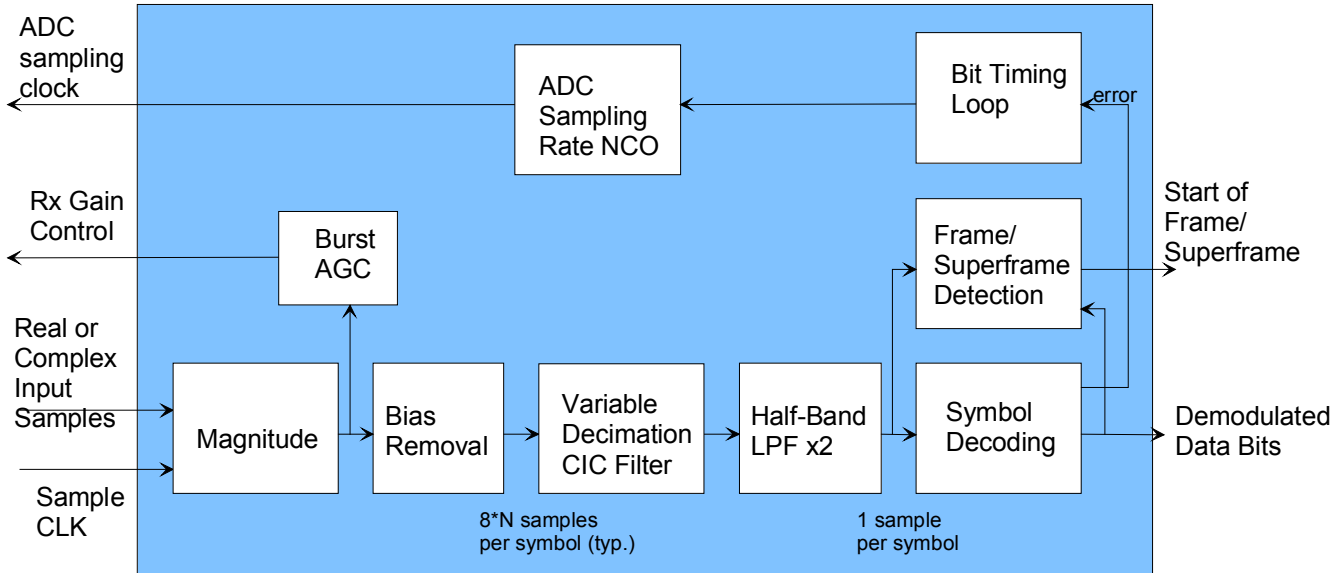 ADC
sampling
clock
ADC
Sampling
Rate NCO
Bit Timing
Loop
error
Rx Gain
Control
Burst
AGC
Frame/
Superframe
Detection
Start of
Frame/
Superframe
Real or
Complex
Input
Samples
Sample
CLK
Magnitude
Bias
Removal
Variable
Decimation
CIC Filter
Half-Band
LPF x2
Symbol
Decoding
Demodulated
Data Bits
8*N samples
per symbol (typ.)
1 sample
per symbol